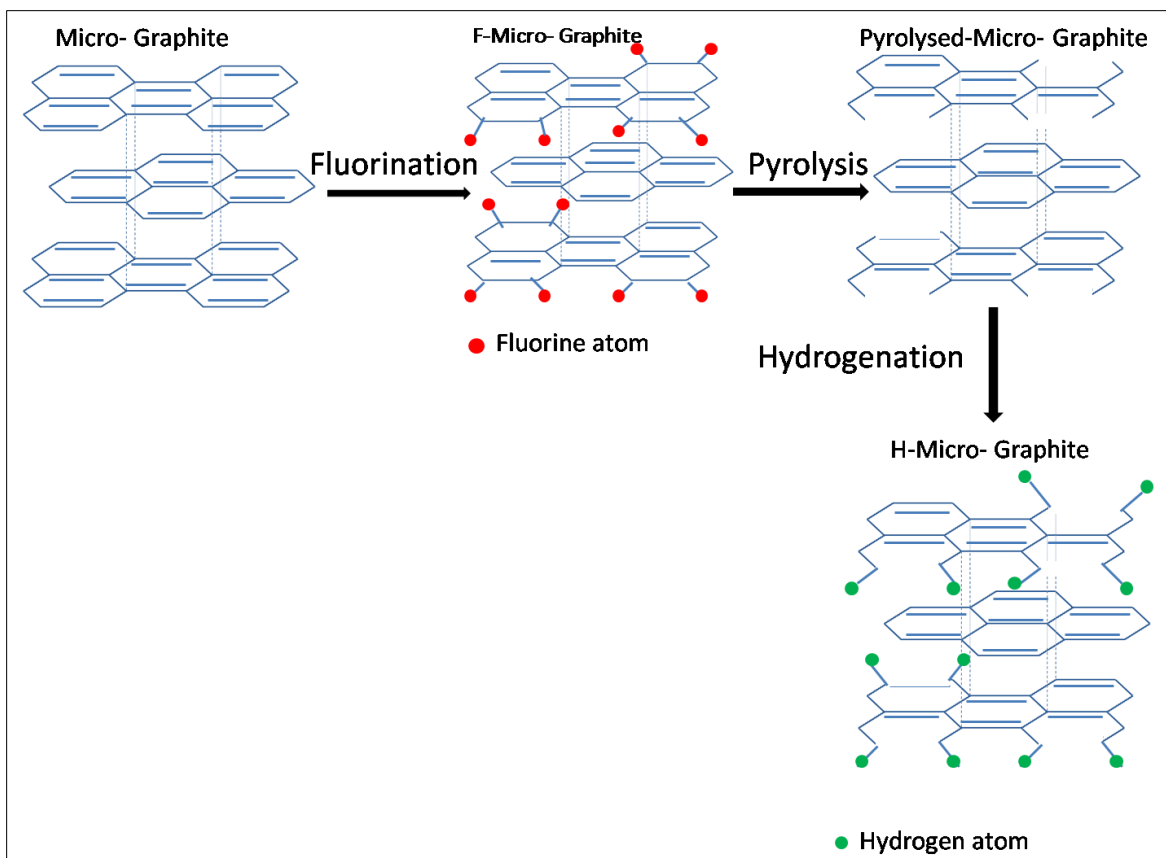 Micro- Graphite
F-Micro- Graphite
Pyrolysed-Micro- Graphite
Fluorination
Pyrolysis
Fluorine atom
Hydrogenation
H-Micro- Graphite
Hydrogen atom